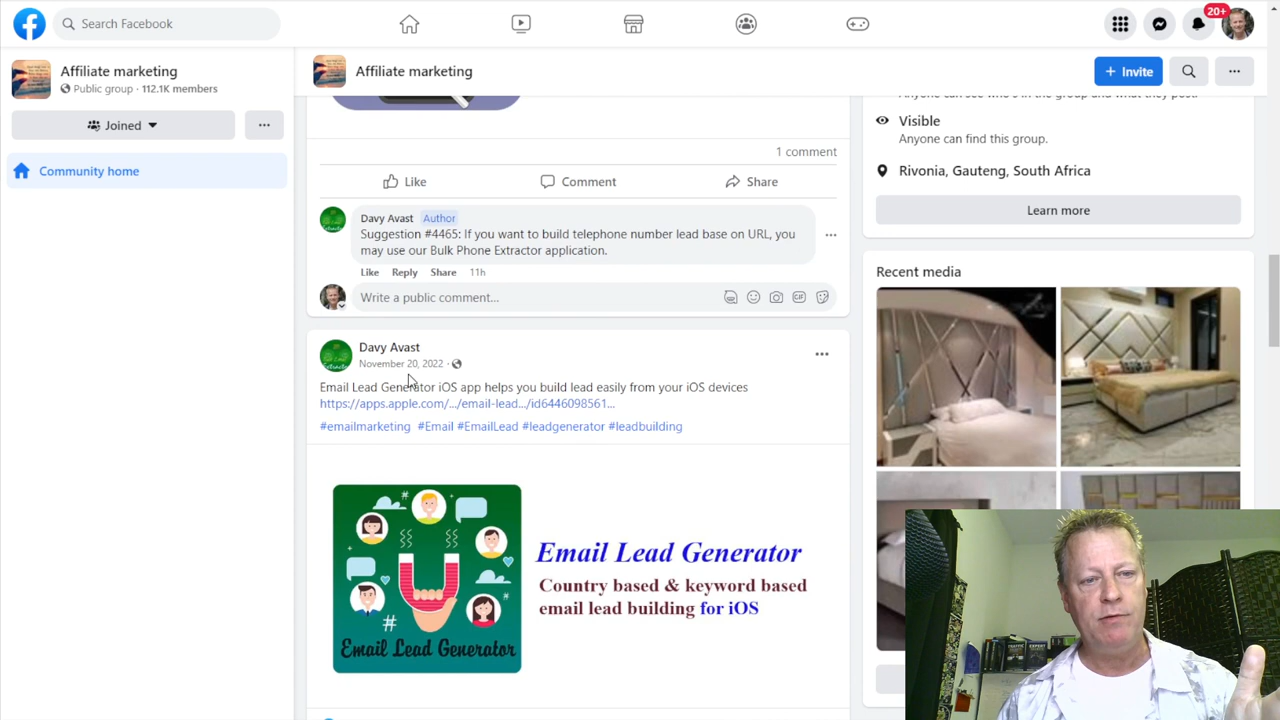 Search Facebook
20+
Affiliate marketing
Public group · 112.1K members
Joined
Community home
Affiliate marketing
+ Invite
1 comment
Like
Comment
Share
Davy Avast Author
Suggestion #4465: If you want to build telephone number lead base on URL, you
may use our Bulk Phone Extractor application.
Like Reply Share 11h
Write a public comment...
Davy Avast
November 20, 2022 ·
Email Lead Generator iOS app helps you build lead easily from your iOS devices
https://apps.apple.com/.../email-lead.../id6446098561...
#emailmarketing #Email #EmailLead #leadgenerator #leadbuilding
Email Lead Generator
Email Lead Generator
Country based & keyword based
email lead building for iOS
Visible
Anyone can find this group.
Rivonia, Gauteng, South Africa
Learn more
Recent media